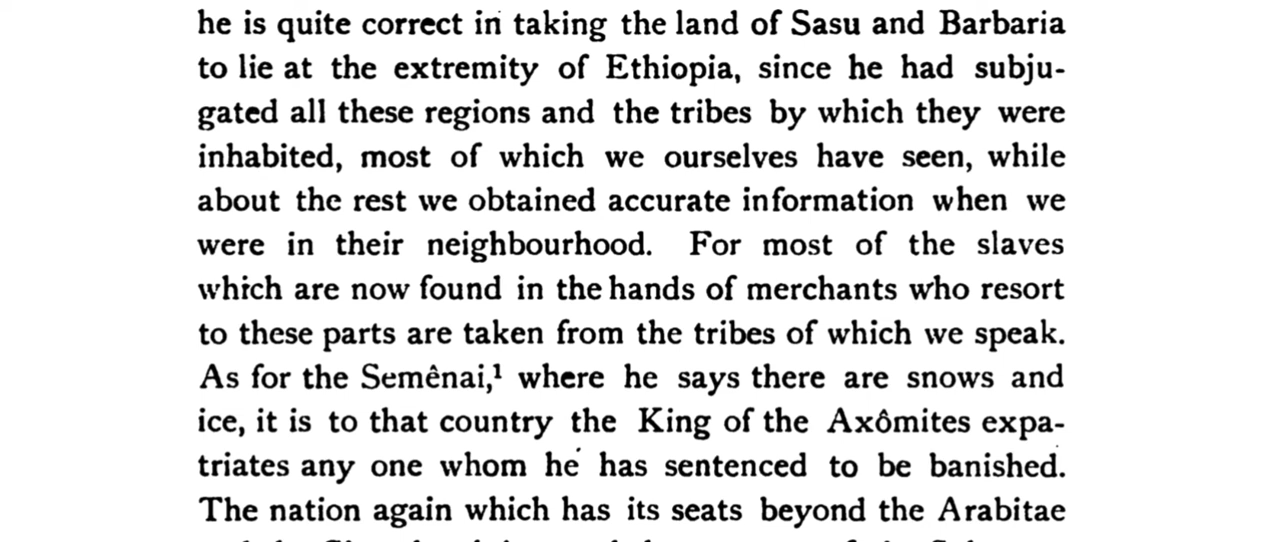 he is quite correct in taking the land of Sasu and Barbaria
to lie at the extremity of Ethiopia, since he had subju-
gated all these regions and the tribes by which they were
inhabited, most of which we ourselves have seen, while
about the rest we obtained accurate information when we
were in their neighbourhood. For most of the slaves
which are now found in the hands of merchants who resort
to these parts are taken from the tribes of which we speak.
As for the Semênai,¹ where he says there are snows and
ice, it is to that country the King of the Axômites expa-
triates any one whom he has sentenced to be banished.
The nation again which has its seats beyond the Arabitae